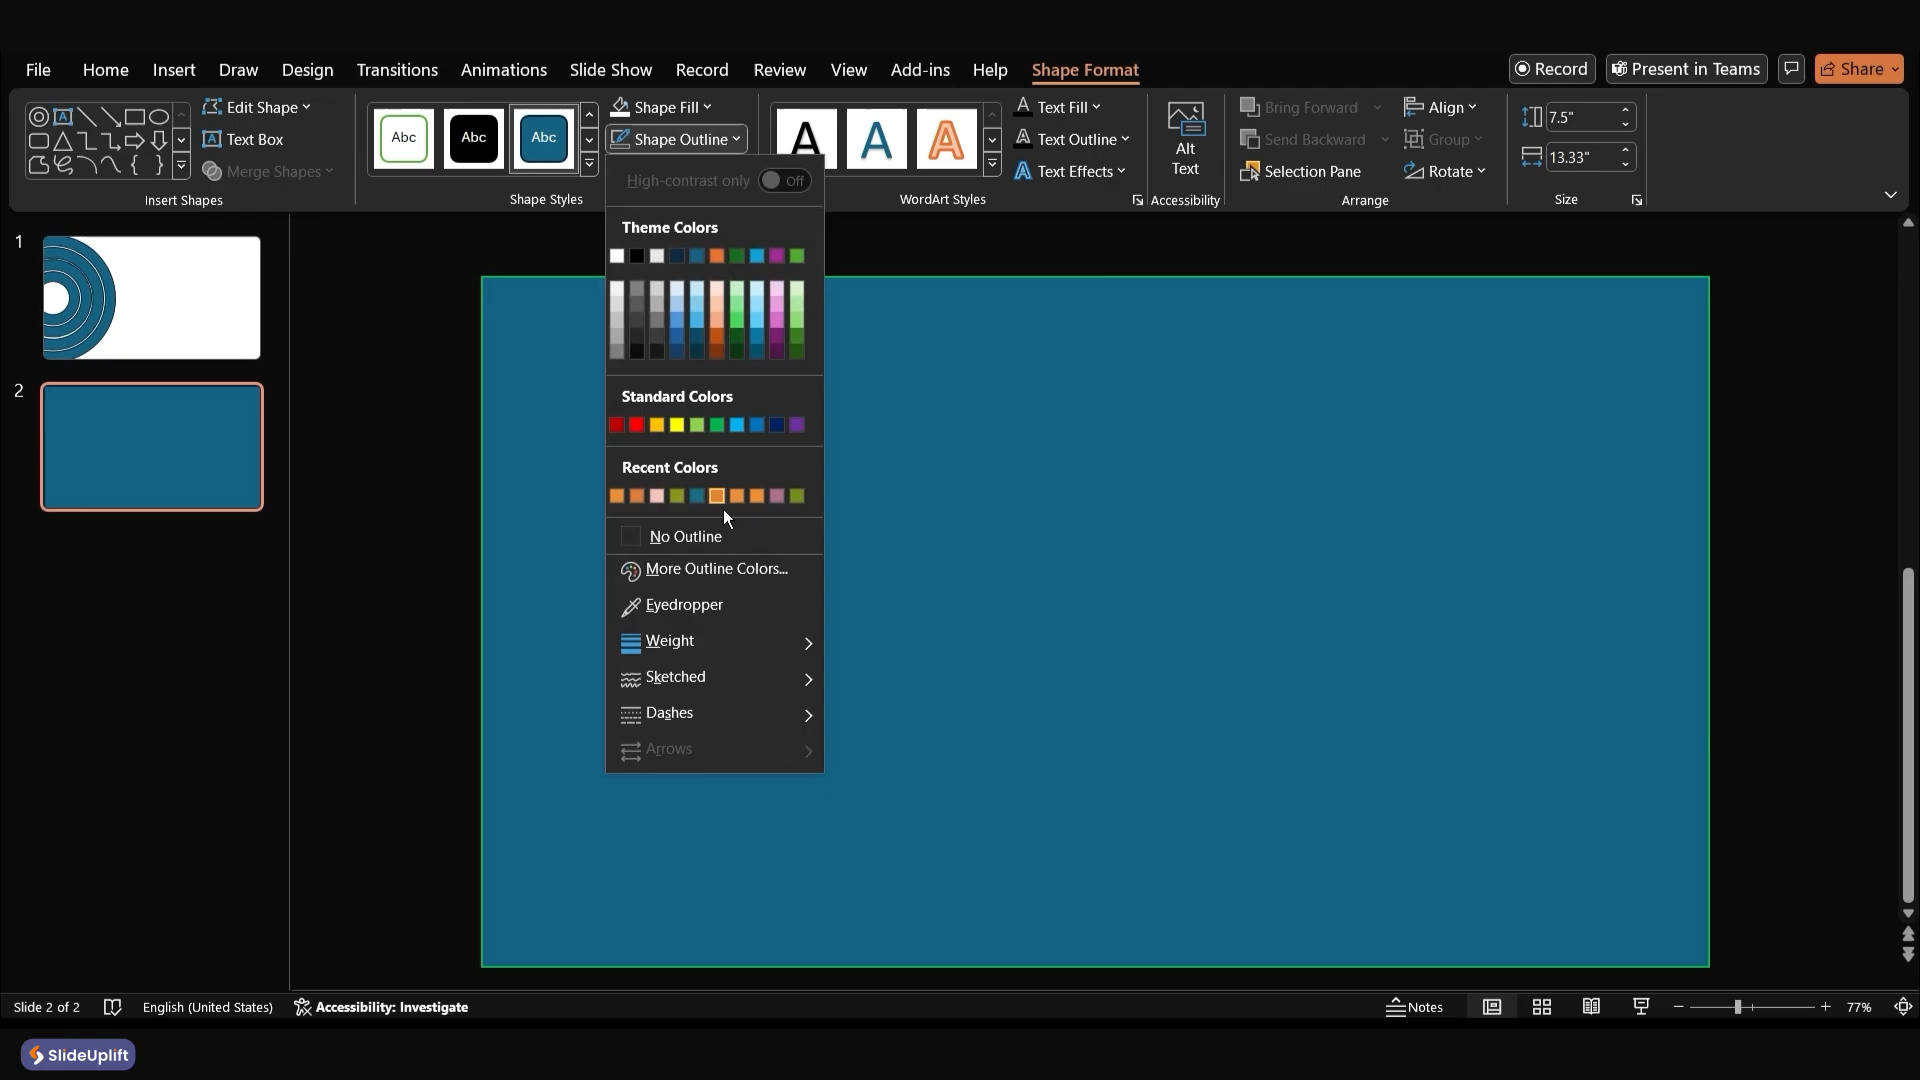 File Home Insert Draw Design Transitions Animations Slide Show Record Review View Add-ins Help Shape Format Record Present in Teams Share
Edit Shape
Text Box
Merge Shapes
Insert Shapes
Abc Abc Abc
Shape Fill
Shape Outline
Shape Styles
A A A
Text Fill
Text Outline
Text Effects
WordArt Styles
Alt
Text
Accessibility
Bring Forward
Send Backward
Selection Pane
Align
Group
Rotate
Arrange
7.5"
13.33"
Size
High-contrast only Off
Theme Colors
Standard Colors
Recent Colors
No Outline
More Outline Colors...
Eyedropper
Weight
Sketched
Dashes
Arrows
1
2
Slide 2 of 2 English (United States) Accessibility: Investigate Notes 77%
SlideUplift